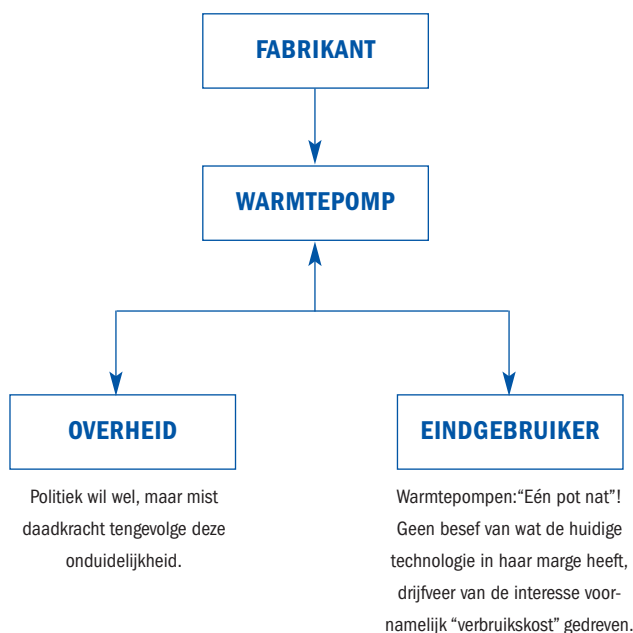 FABRIKANT
WARMTEPOMP
OVERHEID
Politiek wil wel, maar mist
daadkracht tengevolge deze
onduidelijkheid.
EINDGEBRUIKER
Warmtepompen:“Eén pot nat”!
Geen besef van wat de huidige
technologie in haar marge heeft,
drijfveer van de interesse voor-
namelijk “verbruikskost” gedreven.